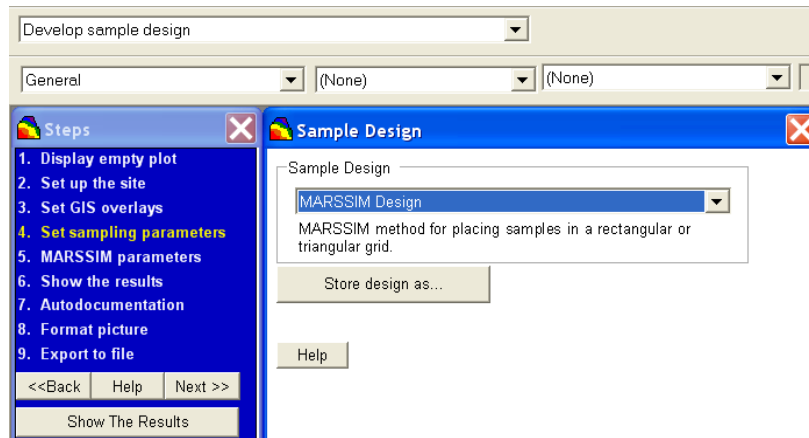 Develop sample design
General
(None)
(None)
Steps
1. Display empty plot
2. Set up the site
3. Set GIS overlays
4. Set sampling parameters
5. MARSSIM parameters
6. Show the results
7. Autodocumentation
8. Format picture
9. Export to file
<<Back
Help
Next >>
Show The Results
Sample Design
Sample Design
MARSSIM Design
MARSSIM method for placing samples in a rectangular or
triangular grid.
Store design as...
Help